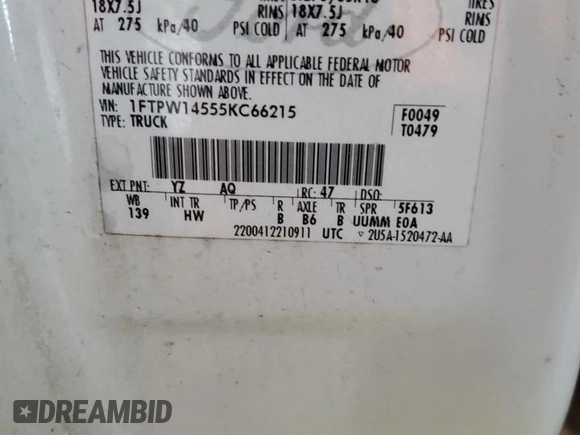 18X7.5J RIMS 18X7.5J RIMS
AT 275 kPa/40 PSI COLD AT 275 kPa/40 PSI COLD
Ford
THIS VEHICLE CONFORMS TO ALL APPLICABLE FEDERAL MOTOR
VEHICLE SAFETY STANDARDS IN EFFECT ON THE DATE OF
MANUFACTURE SHOWN ABOVE.
VIN: 1FTPW14555KC66215 F0049
TYPE: TRUCK T0479
EXT PNT: YZ AQ RC: 47 DSO:
WB INT TR TP/PS R AXLE TR SPR 5F613
139 HW B B6 B UUMM E0A
2200412210911 UTC ▽ 2U5A-1520472-AA
DREAMBID